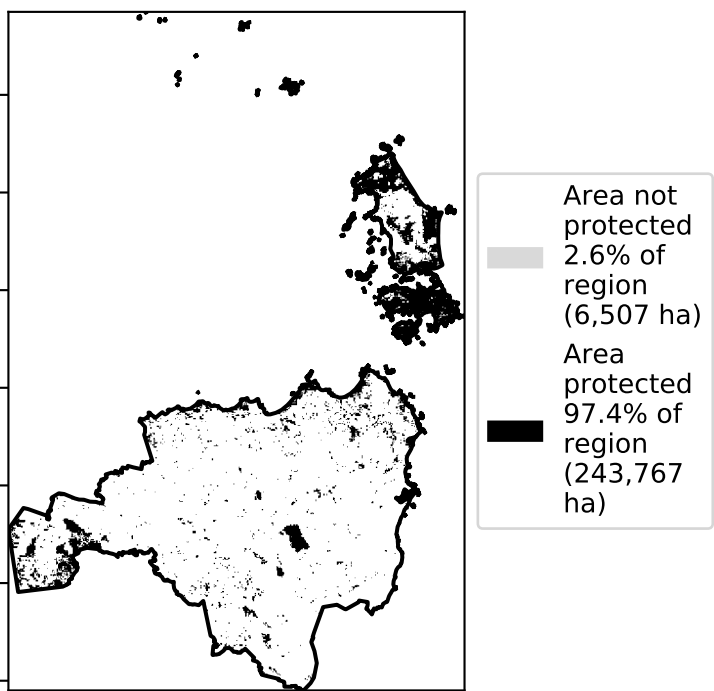 Area not
protected
2.6% of
region
(6,507 ha)
Area
protected
97.4% of
region
(243,767
ha)